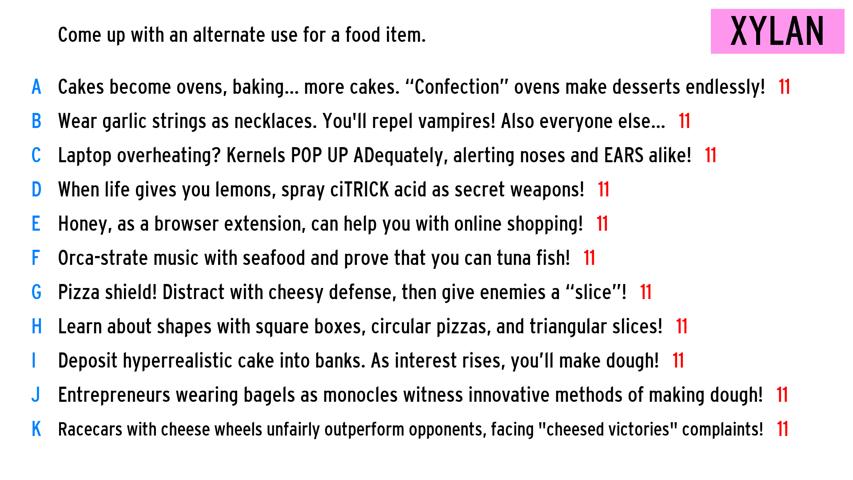 Come up with an alternate use for a food item.
XYLAN
A Cakes become ovens, baking... more cakes. “Confection” ovens make desserts endlessly! 11
B Wear garlic strings as necklaces. You'll repel vampires! Also everyone else... 11
C Laptop overheating? Kernels POP UP ADequately, alerting noses and EARS alike! 11
D When life gives you lemons, spray ciTRICK acid as secret weapons! 11
E Honey, as a browser extension, can help you with online shopping! 11
F Orca-strate music with seafood and prove that you can tuna fish! 11
G Pizza shield! Distract with cheesy defense, then give enemies a “slice”! 11
H Learn about shapes with square boxes, circular pizzas, and triangular slices! 11
I Deposit hyperrealistic cake into banks. As interest rises, you’ll make dough! 11
J Entrepreneurs wearing bagels as monocles witness innovative methods of making dough! 11
K Racecars with cheese wheels unfairly outperform opponents, facing "cheesed victories" complaints! 11